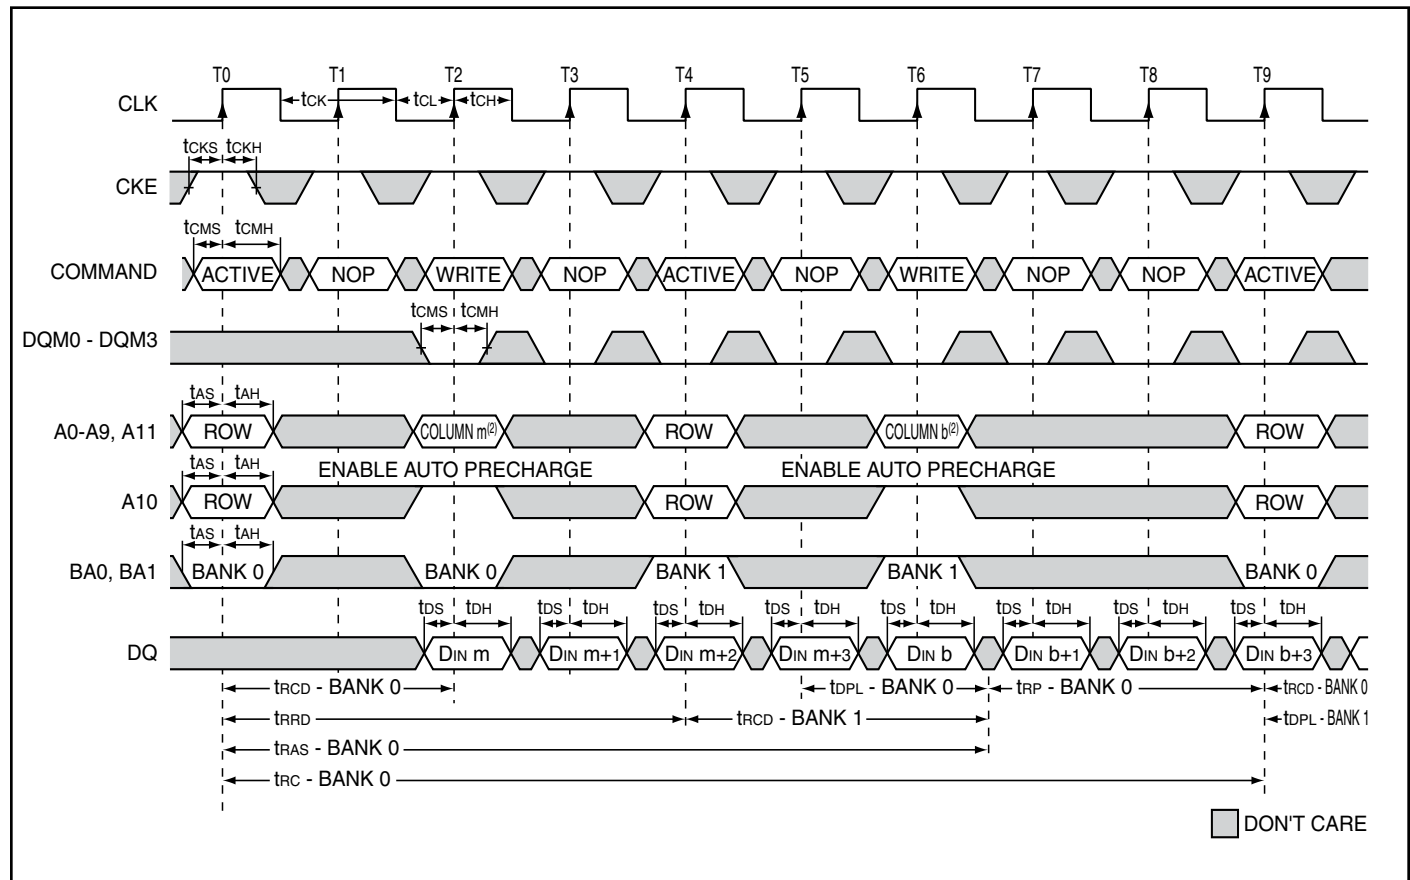 T0 T1 T2 T3 T4 T5 T6 T7 T8 T9
CLK tCK tCL tCH
tCKS tCKH
CKE
tCMS tCMH
COMMAND ACTIVE NOP WRITE NOP ACTIVE NOP WRITE NOP NOP ACTIVE
tCMS tCMH
DQM0 - DQM3
tAS tAH
A0-A9, A11 ROW COLUMN m(2) ROW COLUMN b(2) ROW
tAS tAH ENABLE AUTO PRECHARGE ENABLE AUTO PRECHARGE
A10 ROW ROW ROW
tAS tAH
BA0, BA1 BANK 0 BANK 0 BANK 1 BANK 1 BANK 0
tDS tDH tDS tDH tDS tDH tDS tDH tDS tDH tDS tDH tDS tDH tDS tDH
DQ DIN m DIN m+1 DIN m+2 DIN m+3 DIN b DIN b+1 DIN b+2 DIN b+3
tRCD - BANK 0 tDPL - BANK 0 tRP - BANK 0 tRCD - BANK 0
tRRD tRCD - BANK 1 tDPL - BANK 1
tRAS - BANK 0
tRC - BANK 0
DON'T CARE